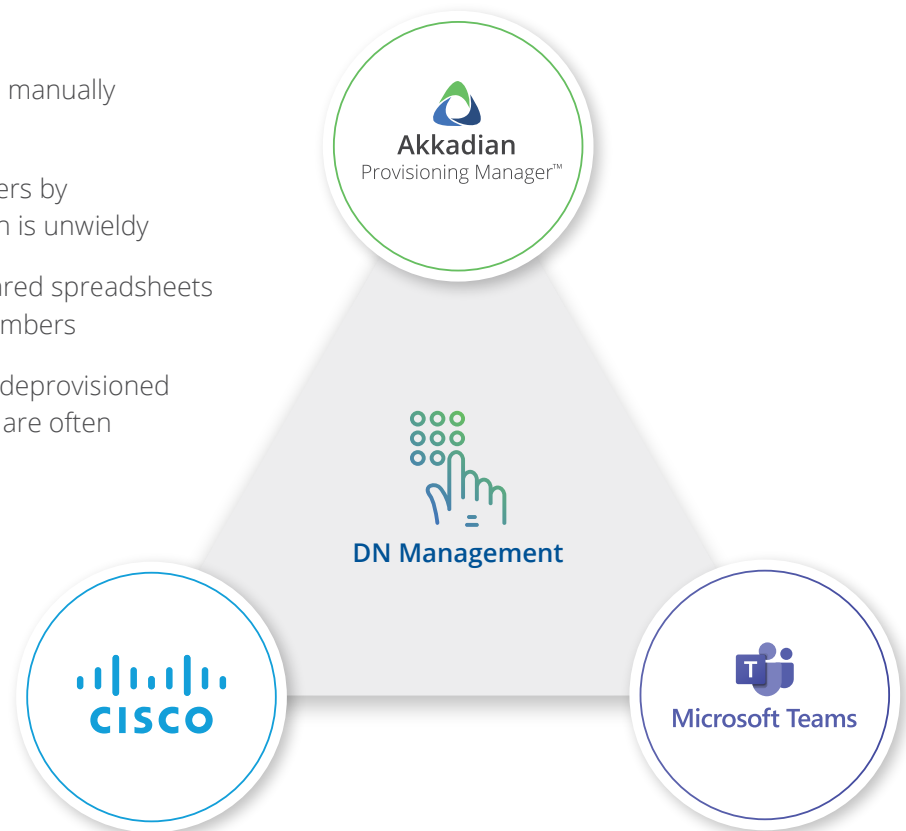 manually
Akkadian
Provisioning Manager™
ers by
n is unwieldy
ared spreadsheets
mbers
deprovisioned
are often
DN Management
CISCO
T
Microsoft Teams